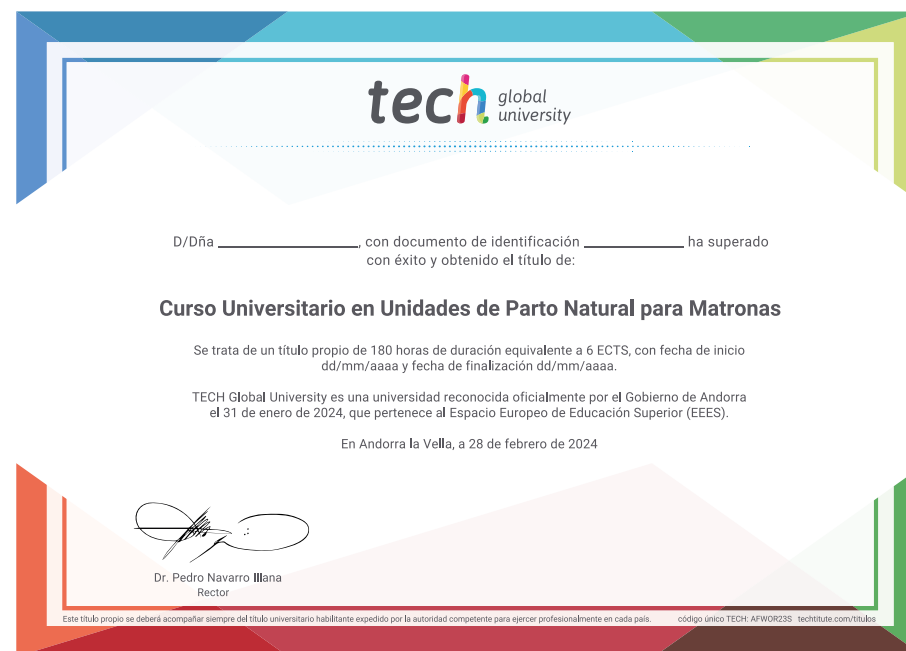 tech global university
D/Dña ____________________, con documento de identificación ______________ ha superado
con éxito y obtenido el título de:
Curso Universitario en Unidades de Parto Natural para Matronas
Se trata de un título propio de 180 horas de duración equivalente a 6 ECTS, con fecha de inicio
dd/mm/aaaa y fecha de finalización dd/mm/aaaa.
TECH Global University es una universidad reconocida oficialmente por el Gobierno de Andorra
el 31 de enero de 2024, que pertenece al Espacio Europeo de Educación Superior (EEES).
En Andorra la Vella, a 28 de febrero de 2024
Dr. Pedro Navarro Illana
Rector
Este título propio se deberá acompañar siempre del título universitario habilitante expedido por la autoridad competente para ejercer profesionalmente en cada país. código único TECH: AFWOR23S techtitute.com/titulos